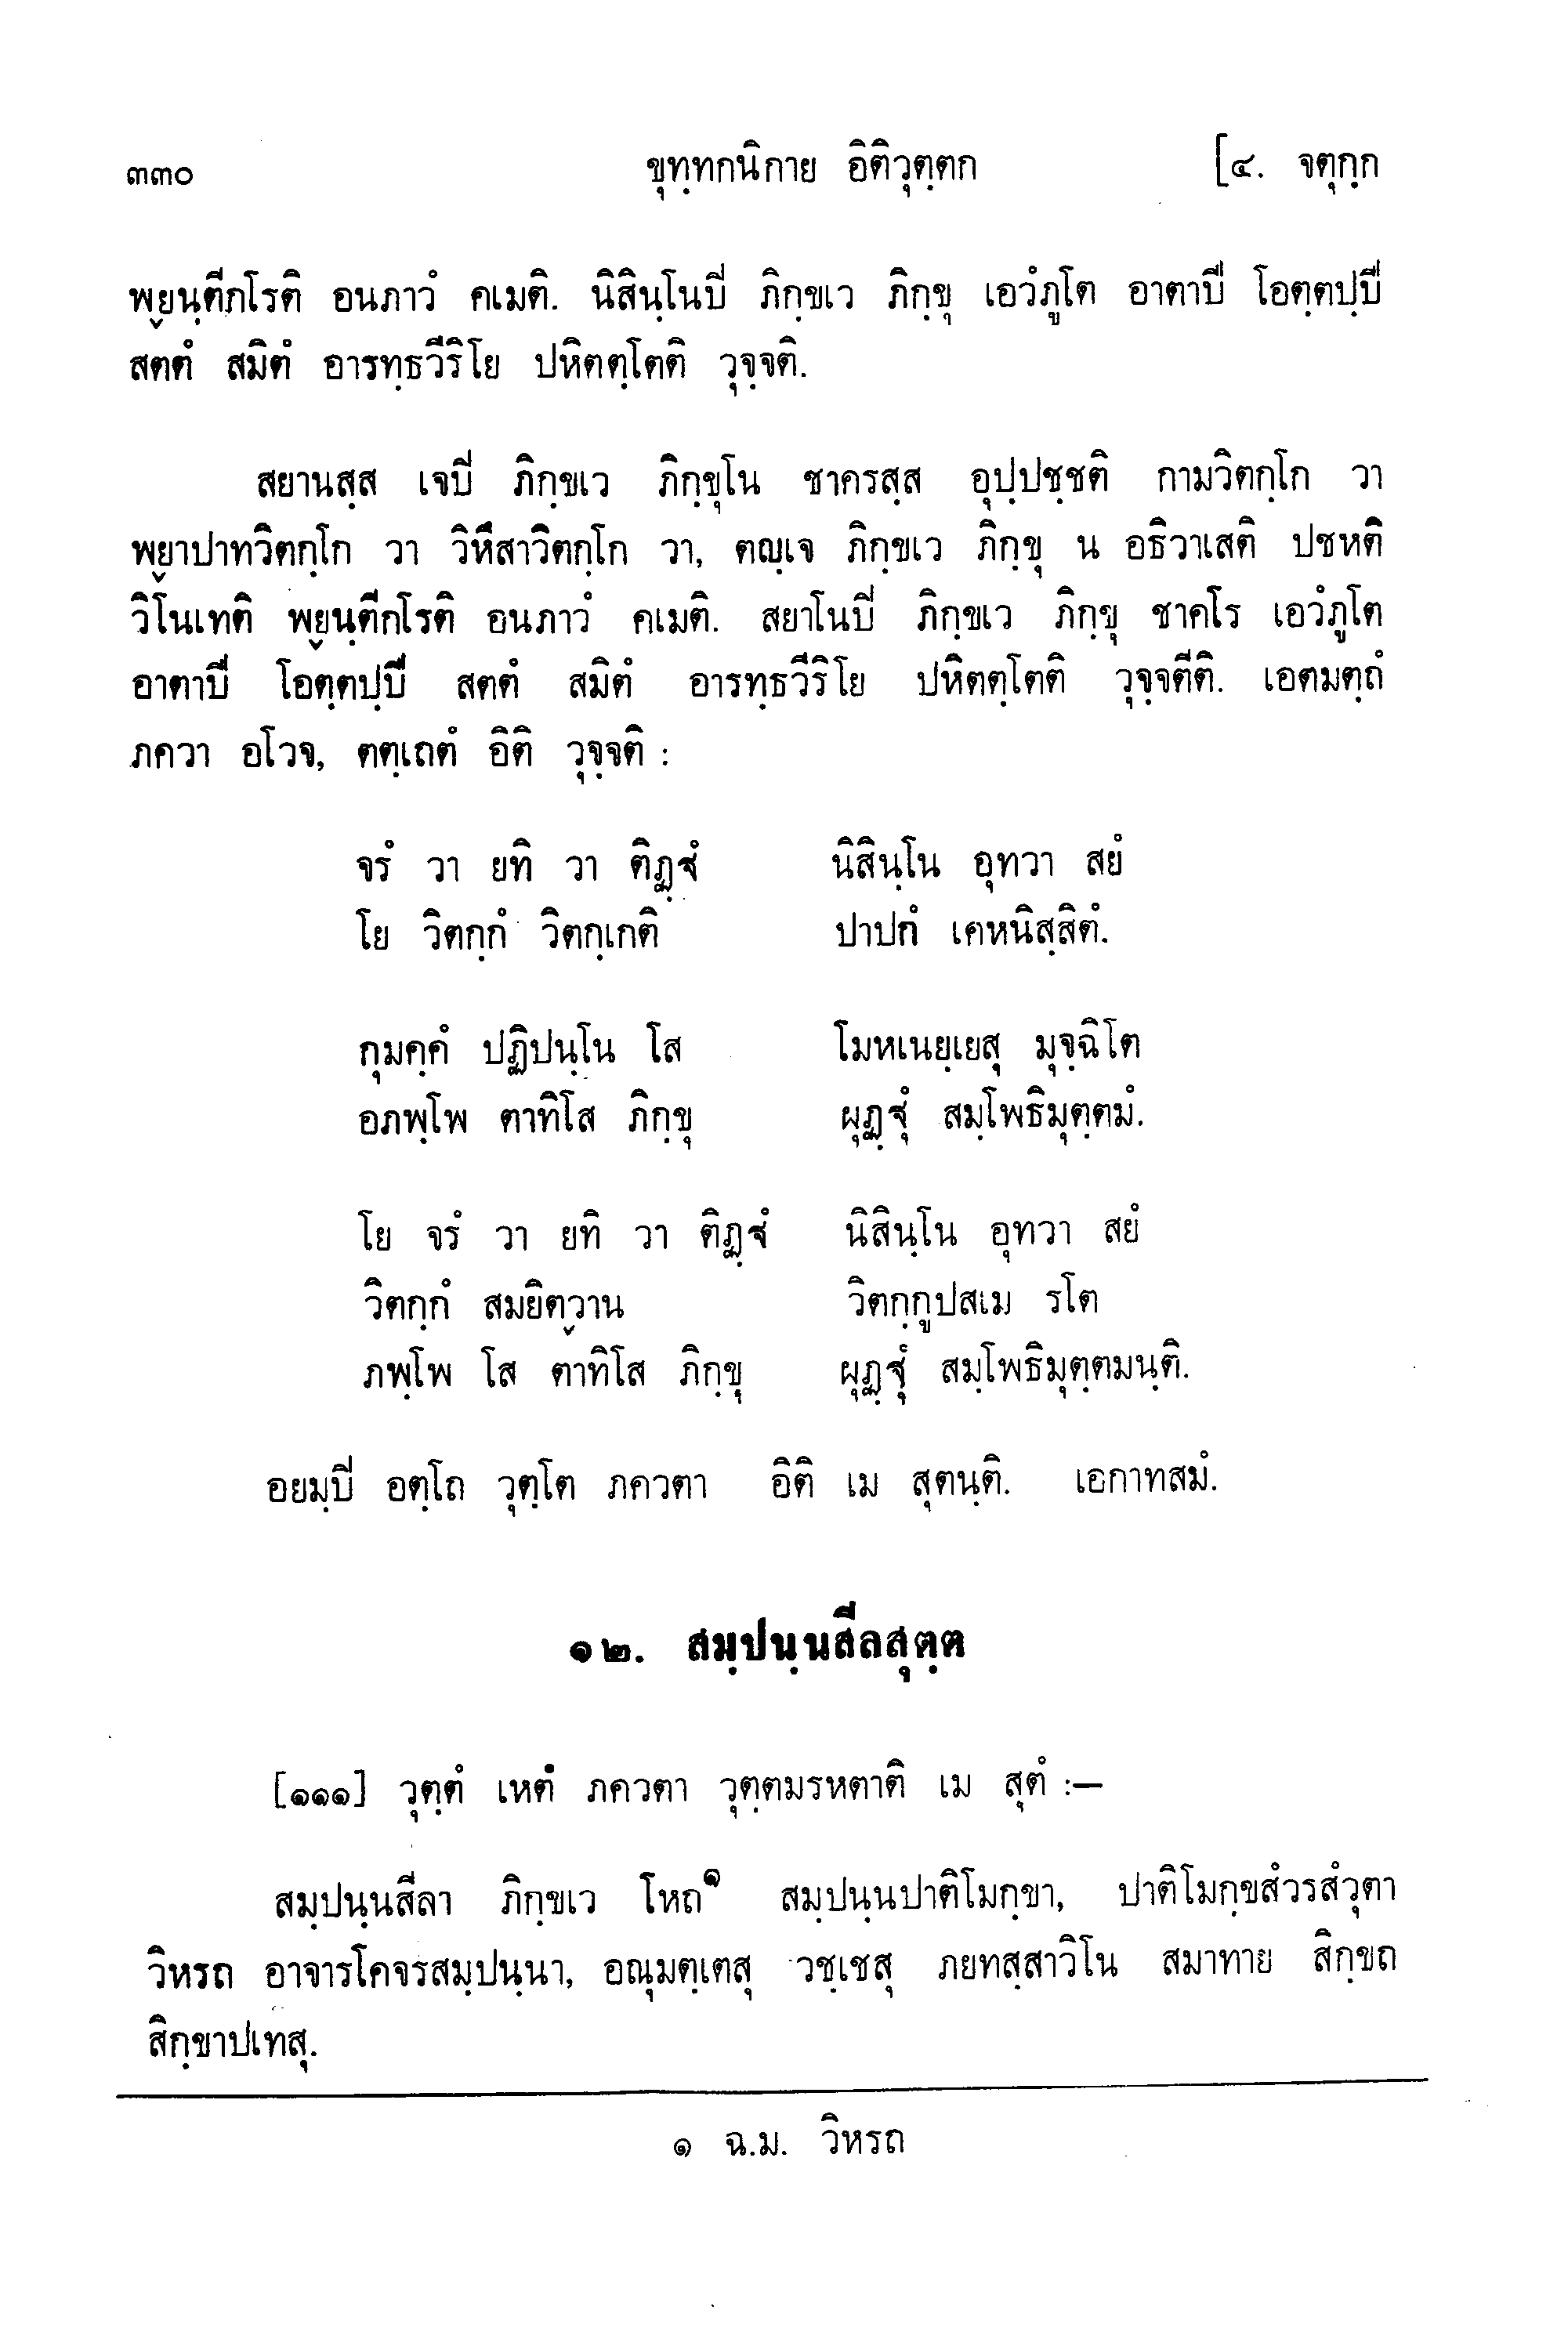 ๓๓๐ ขุทฺทกนิกาย อิติวุตฺตก [๔. จตุกฺก
พฺยนฺตีกโรติ อนภาวํ คเมติ. นิสินฺโนปี ภิกฺขเว ภิกฺขุ เอวํภูโต อาตาปี โอตฺตปฺปี
สตตํ สมิตํ อารทฺธวีริโย ปหิตตฺโตติ วุจฺจติ.
สยานสฺส เจปี ภิกฺขเว ภิกฺขุโน ชาครสฺส อุปฺปชฺชติ กามวิตกฺโก วา
พฺยาปาทวิตกฺโก วา วิหึสาวิตกฺโก วา, ตญฺเจ ภิกฺขเว ภิกฺขุ น อธิวาเสติ ปชหติ
วิโนเทติ พฺยนฺตีกโรติ อนภาวํ คเมติ. สยาโนปี ภิกฺขเว ภิกฺขุ ชาคโร เอวํภูโต
อาตาปี โอตฺตปฺปี สตตํ สมิตํ อารทฺธวีริโย ปหิตตฺโตติ วุจฺจตีติ. เอตมตฺถํ
ภควา อโวจ, ตตฺเถตํ อิติ วุจฺจติ :
จรํ วา ยทิ วา ติฏฺฐํ นิสินฺโน อุทวา สยํ
โย วิตกฺกํ วิตกฺเกติ ปาปกํ เคหนิสฺสิตํ.
กุมคฺคํ ปฏิปนฺโน โส โมหเนยฺเยสุ มุจฺฉิโต
อภพฺโพ ตาทิโส ภิกฺขุ ผุฏฺฐุํ สมฺโพธิมุตฺตมํ.
โย จรํ วา ยทิ วา ติฏฺฐํ นิสินฺโน อุทวา สยํ
วิตกฺกํ สมยิตฺวาน วิตกฺกูปสเม รโต
ภพฺโพ โส ตาทิโส ภิกฺขุ ผุฏฺฐุํ สมฺโพธิมุตฺตมนฺติ.
อยมฺปี อตฺโถ วุตฺโต ภควตา อิติ เม สุตนฺติ. เอกาทสมํ.
๑๒. สมฺปนฺนสีลสุตฺต
[๑๑๑] วุตฺตํ เหตํ ภควตา วุตฺตมรหตาติ เม สุตํ :—
สมฺปนฺนสีลา ภิกฺขเว โหถ๑ สมฺปนฺนปาติโมกฺขา, ปาติโมกฺขสํวรสํวุตา
วิหรถ อาจารโคจรสมฺปนฺนา, อณุมตฺเตสุ วชฺเชสุ ภยทสฺสาวิโน สมาทาย สิกฺขถ
สิกฺขาปเทสุ.
๑ ฉ.ม. วิหรถ